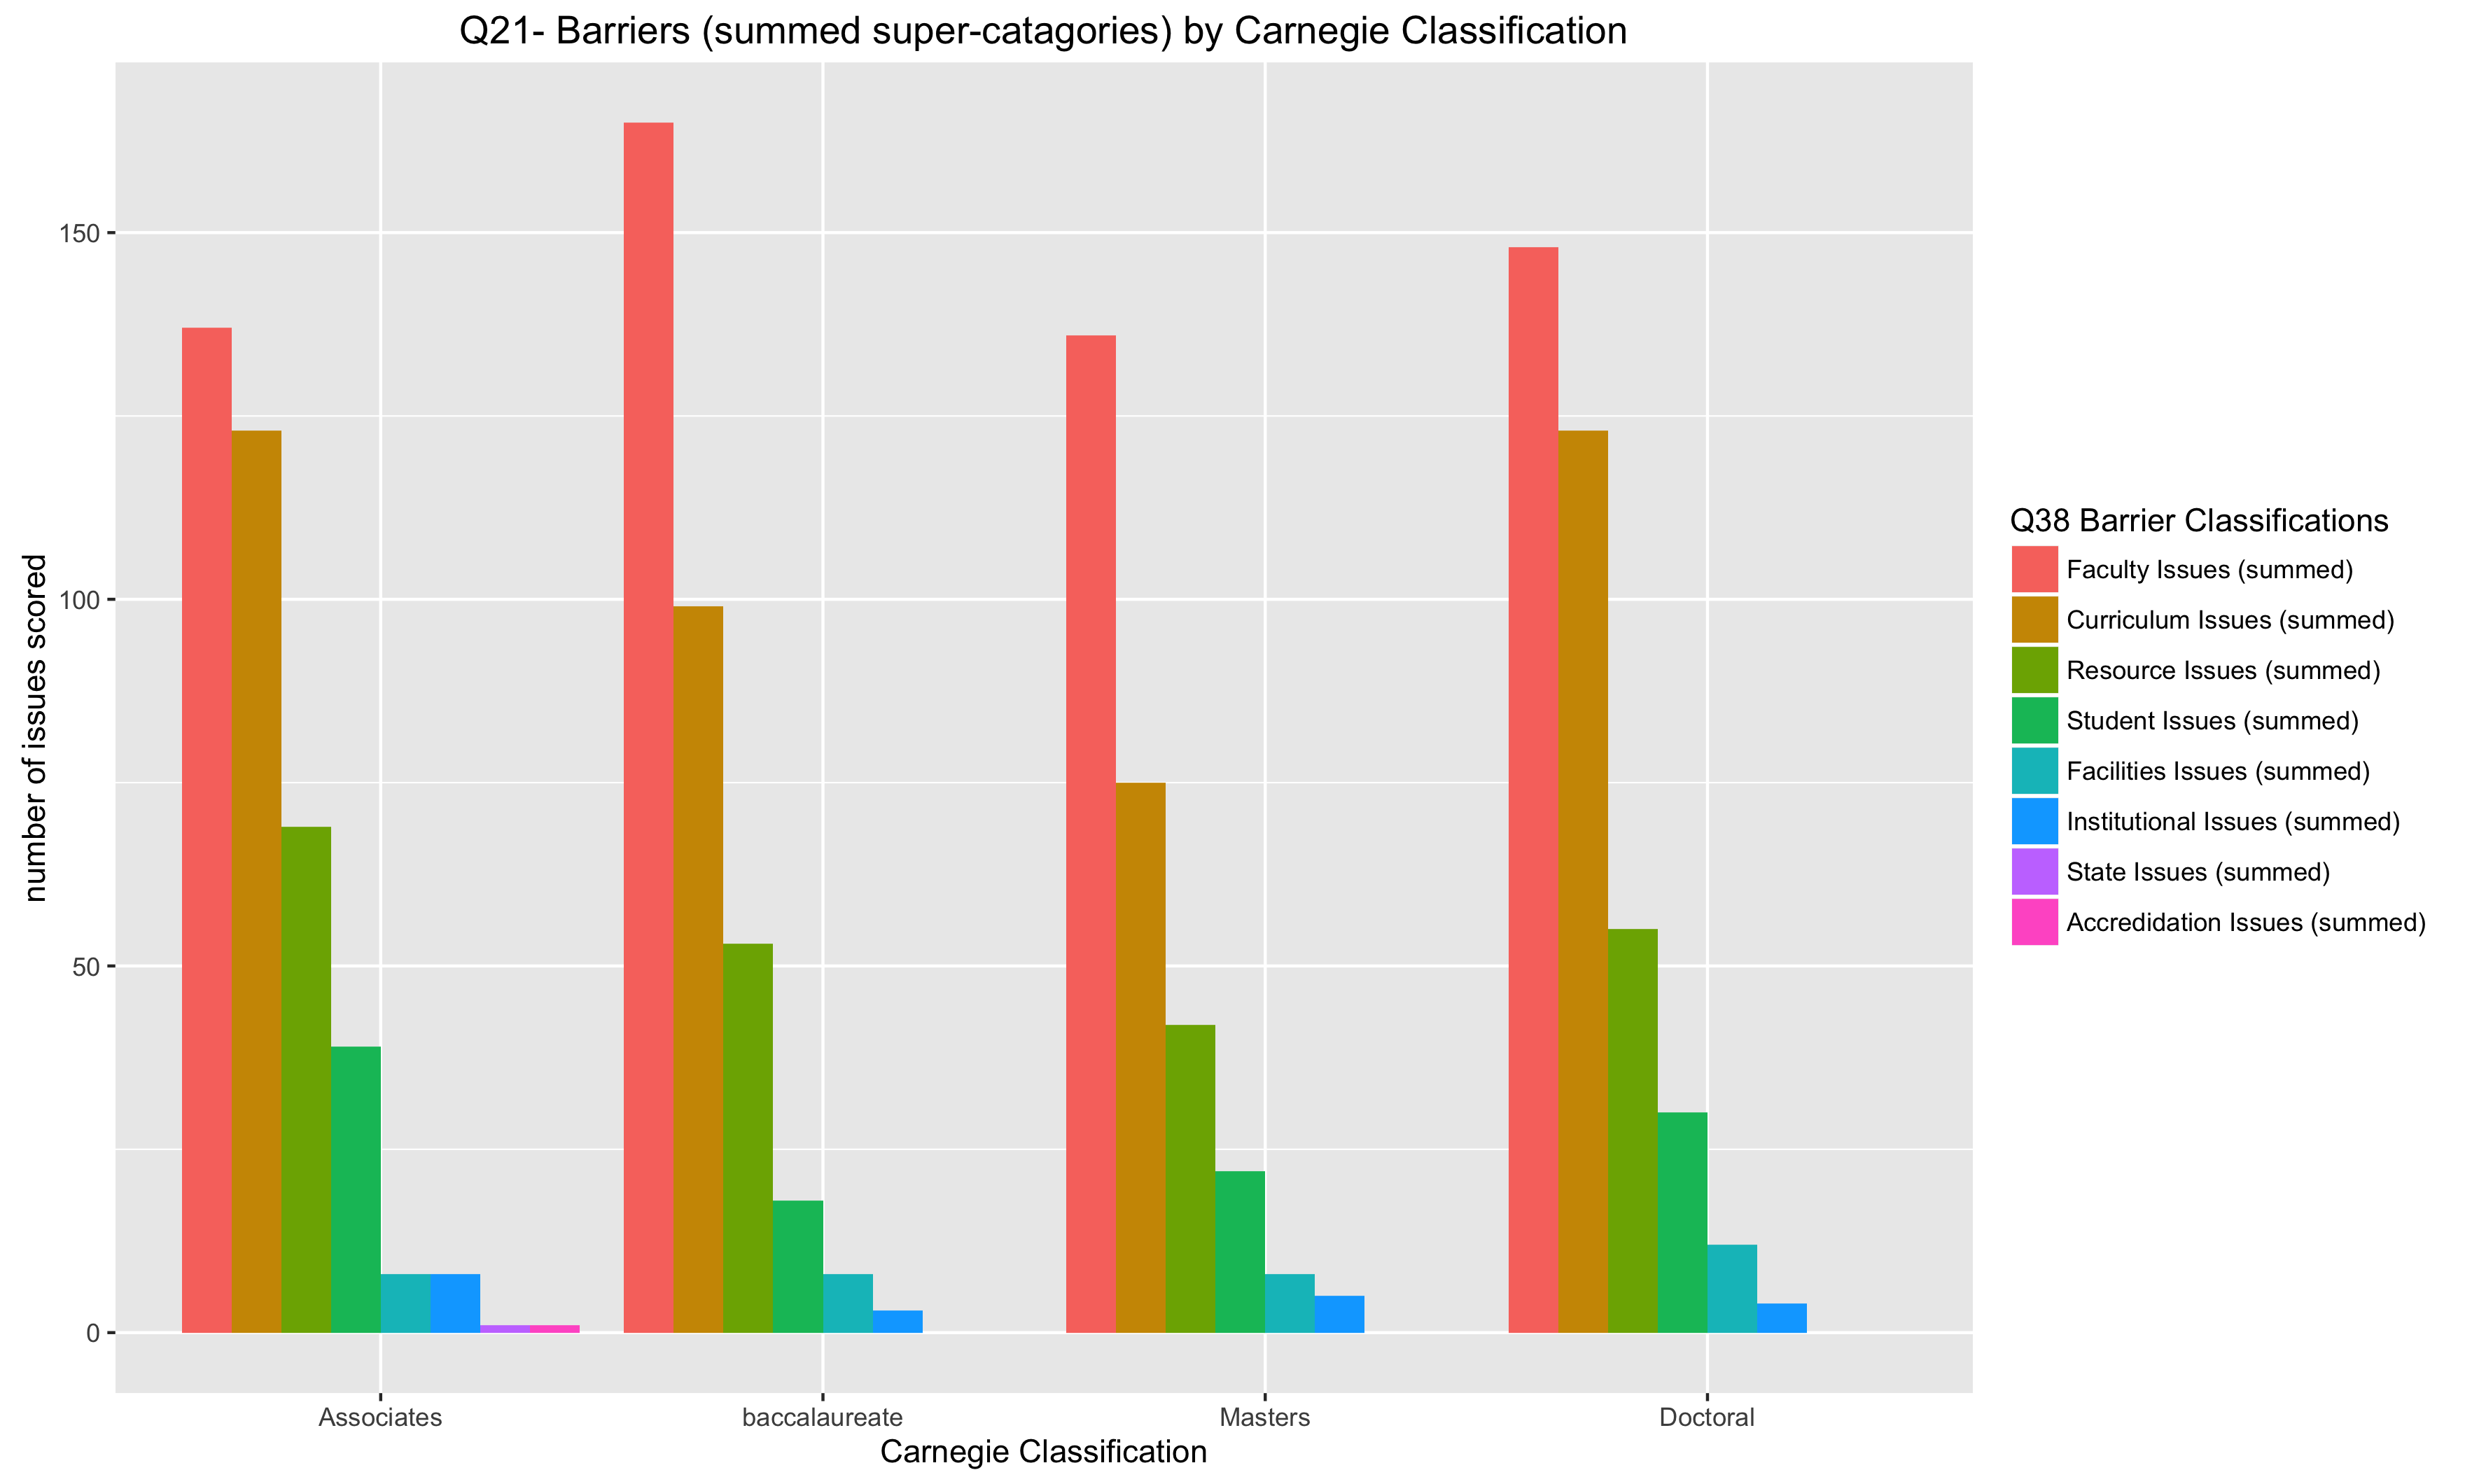 Q21- Barriers (summed super-catagories) by Carnegie Classification
number of issues scored
150
100
50
0
Associates
baccalaureate
Masters
Doctoral
Carnegie Classification
Q38 Barrier Classifications
Faculty Issues (summed)
Curriculum Issues (summed)
Resource Issues (summed)
Student Issues (summed)
Facilities Issues (summed)
Institutional Issues (summed)
State Issues (summed)
Accredidation Issues (summed)